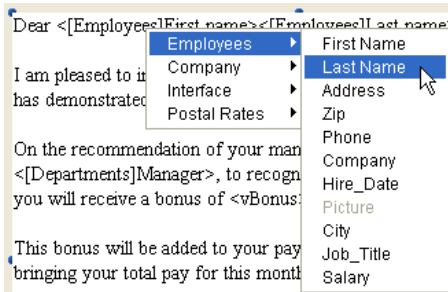 Dear <[Employees]First name><[Employees]Last name>
Employees
Company
Interface
Postal Rates
First Name
Last Name
Address
Zip
Phone
Company
Hire_Date
Picture
City
Job_Title
Salary
I am pleased to
has demonstrated
On the recommendation of your
<[Departments]Manager>, to
you will receive a bonus of <vBonus>
This bonus will be added to your pay
bringing your total pay for this month